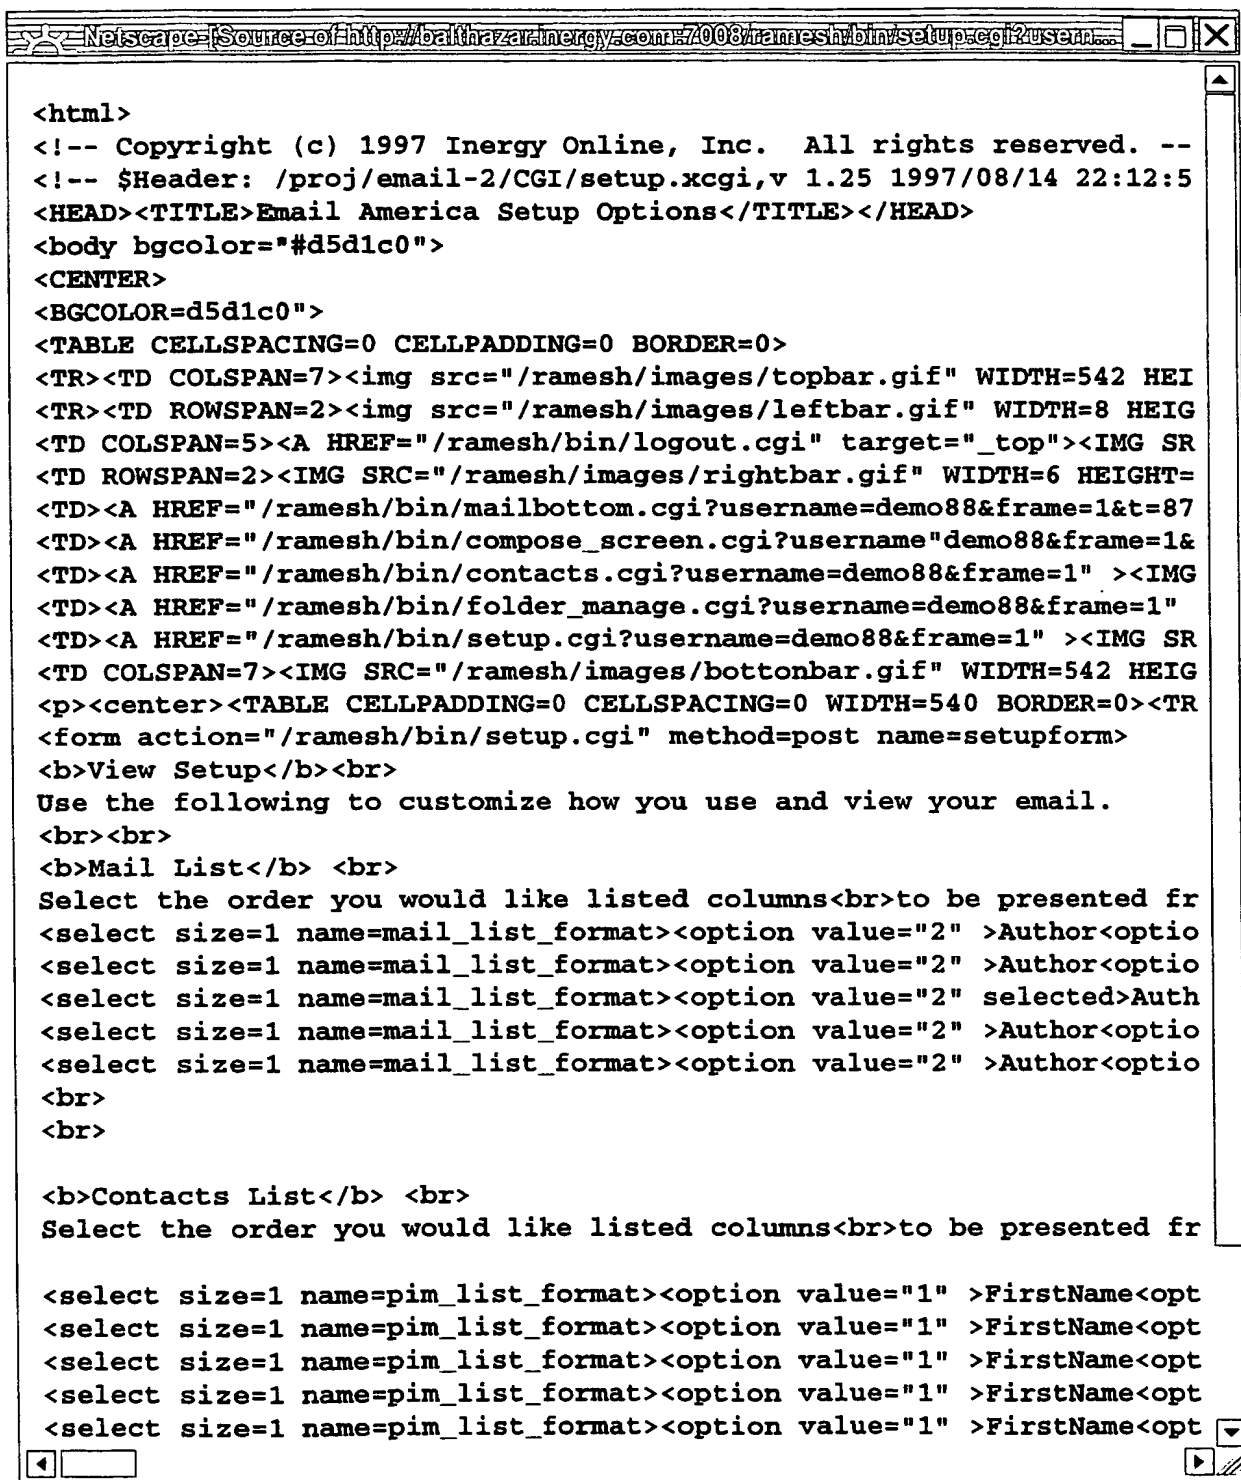 Netscape-[Source of http://balthazar.inergy.com:7008/ramesh/bin/setup.cgi?usern...
<html>
<!-- Copyright (c) 1997 Inergy Online, Inc.  All rights reserved. --
<!-- $Header: /proj/email-2/CGI/setup.xcgi,v 1.25 1997/08/14 22:12:5
<HEAD><TITLE>Email America Setup Options</TITLE></HEAD>
<body bgcolor="#d5d1c0">
<CENTER>
<BGCOLOR=d5d1c0">
<TABLE CELLSPACING=0 CELLPADDING=0 BORDER=0>
<TR><TD COLSPAN=7><img src="/ramesh/images/topbar.gif" WIDTH=542 HEI
<TR><TD ROWSPAN=2><img src="/ramesh/images/leftbar.gif" WIDTH=8 HEIG
<TD COLSPAN=5><A HREF="/ramesh/bin/logout.cgi" target="_top"><IMG SR
<TD ROWSPAN=2><IMG SRC="/ramesh/images/rightbar.gif" WIDTH=6 HEIGHT=
<TD><A HREF="/ramesh/bin/mailbottom.cgi?username=demo88&frame=1&t=87
<TD><A HREF="/ramesh/bin/compose_screen.cgi?username"demo88&frame=1&
<TD><A HREF="/ramesh/bin/contacts.cgi?username=demo88&frame=1" ><IMG
<TD><A HREF="/ramesh/bin/folder_manage.cgi?username=demo88&frame=1"
<TD><A HREF="/ramesh/bin/setup.cgi?username=demo88&frame=1" ><IMG SR
<TD COLSPAN=7><IMG SRC="/ramesh/images/bottonbar.gif" WIDTH=542 HEIG
<p><center><TABLE CELLPADDING=0 CELLSPACING=0 WIDTH=540 BORDER=0><TR
<form action="/ramesh/bin/setup.cgi" method=post name=setupform>
<b>View Setup</b><br>
Use the following to customize how you use and view your email.
<br><br>
<b>Mail List</b> <br>
Select the order you would like listed columns<br>to be presented fr
<select size=1 name=mail_list_format><option value="2" >Author<optio
<select size=1 name=mail_list_format><option value="2" >Author<optio
<select size=1 name=mail_list_format><option value="2" selected>Auth
<select size=1 name=mail_list_format><option value="2" >Author<optio
<select size=1 name=mail_list_format><option value="2" >Author<optio
<br>
<br>
<b>Contacts List</b> <br>
Select the order you would like listed columns<br>to be presented fr
<select size=1 name=pim_list_format><option value="1" >FirstName<opt
<select size=1 name=pim_list_format><option value="1" >FirstName<opt
<select size=1 name=pim_list_format><option value="1" >FirstName<opt
<select size=1 name=pim_list_format><option value="1" >FirstName<opt
<select size=1 name=pim_list_format><option value="1" >FirstName<opt